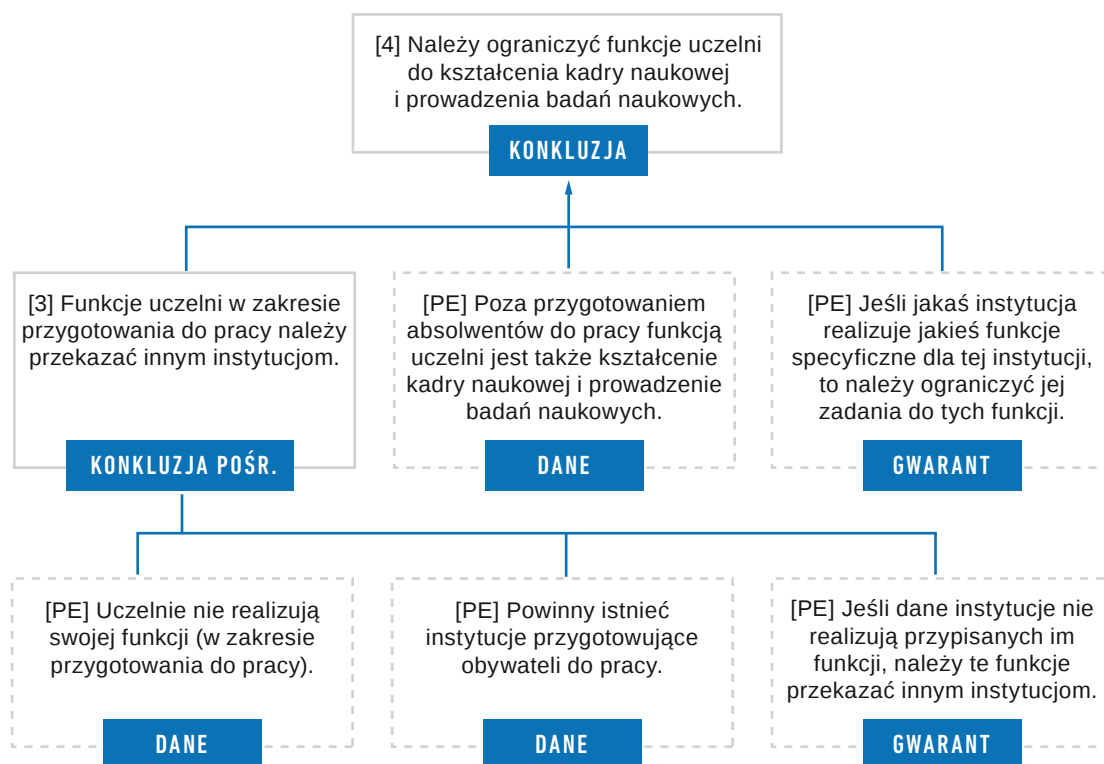 [4] Należy ograniczyć funkcje uczelni
do kształcenia kadry naukowej
i prowadzenia badań naukowych.
KONKLUZJA
[3] Funkcje uczelni w zakresie
przygotowania do pracy należy
przekazać innym instytucjom.
KONKLUZJA POŚR.
[PE] Poza przygotowaniem
absolwentów do pracy funkcją
uczelni jest także kształcenie
kadry naukowej i prowadzenie
badań naukowych.
DANE
[PE] Jeśli jakaś instytucja
realizuje jakieś funkcje
specyficzne dla tej instytucji,
to należy ograniczyć jej
zadania do tych funkcji.
GWARANT
[PE] Uczelnie nie realizują
swojej funkcji (w zakresie
przygotowania do pracy).
DANE
[PE] Powinny istnieć
instytucje przygotowujące
obywateli do pracy.
DANE
[PE] Jeśli dane instytucje nie
realizują przypisanych im
funkcji, należy te funkcje
przekazać innym instytucjom.
GWARANT